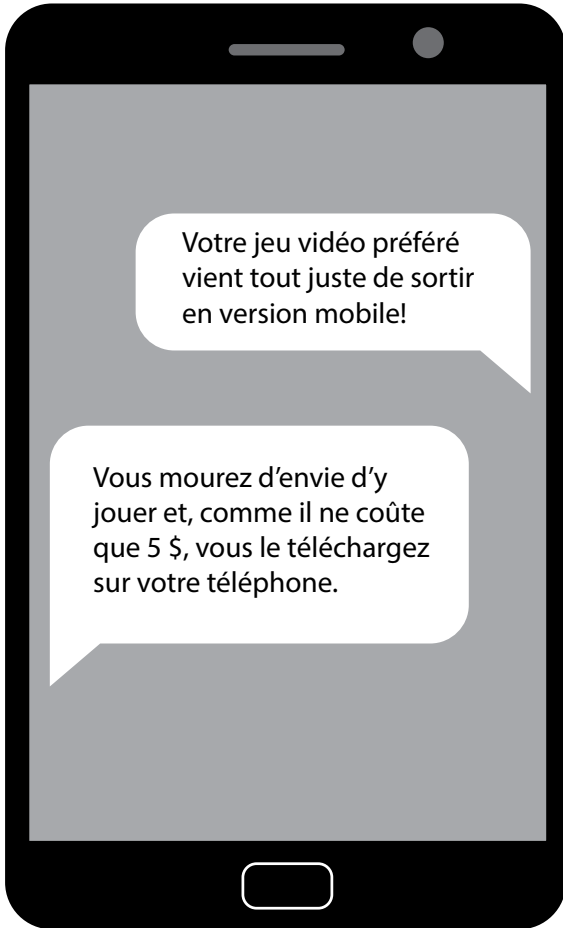 Votre jeu vidéo préféré
vient tout juste de sortir
en version mobile!
Vous mourez d’envie d’y
jouer et, comme il ne coûte
que 5 $, vous le téléchargez
sur votre téléphone.